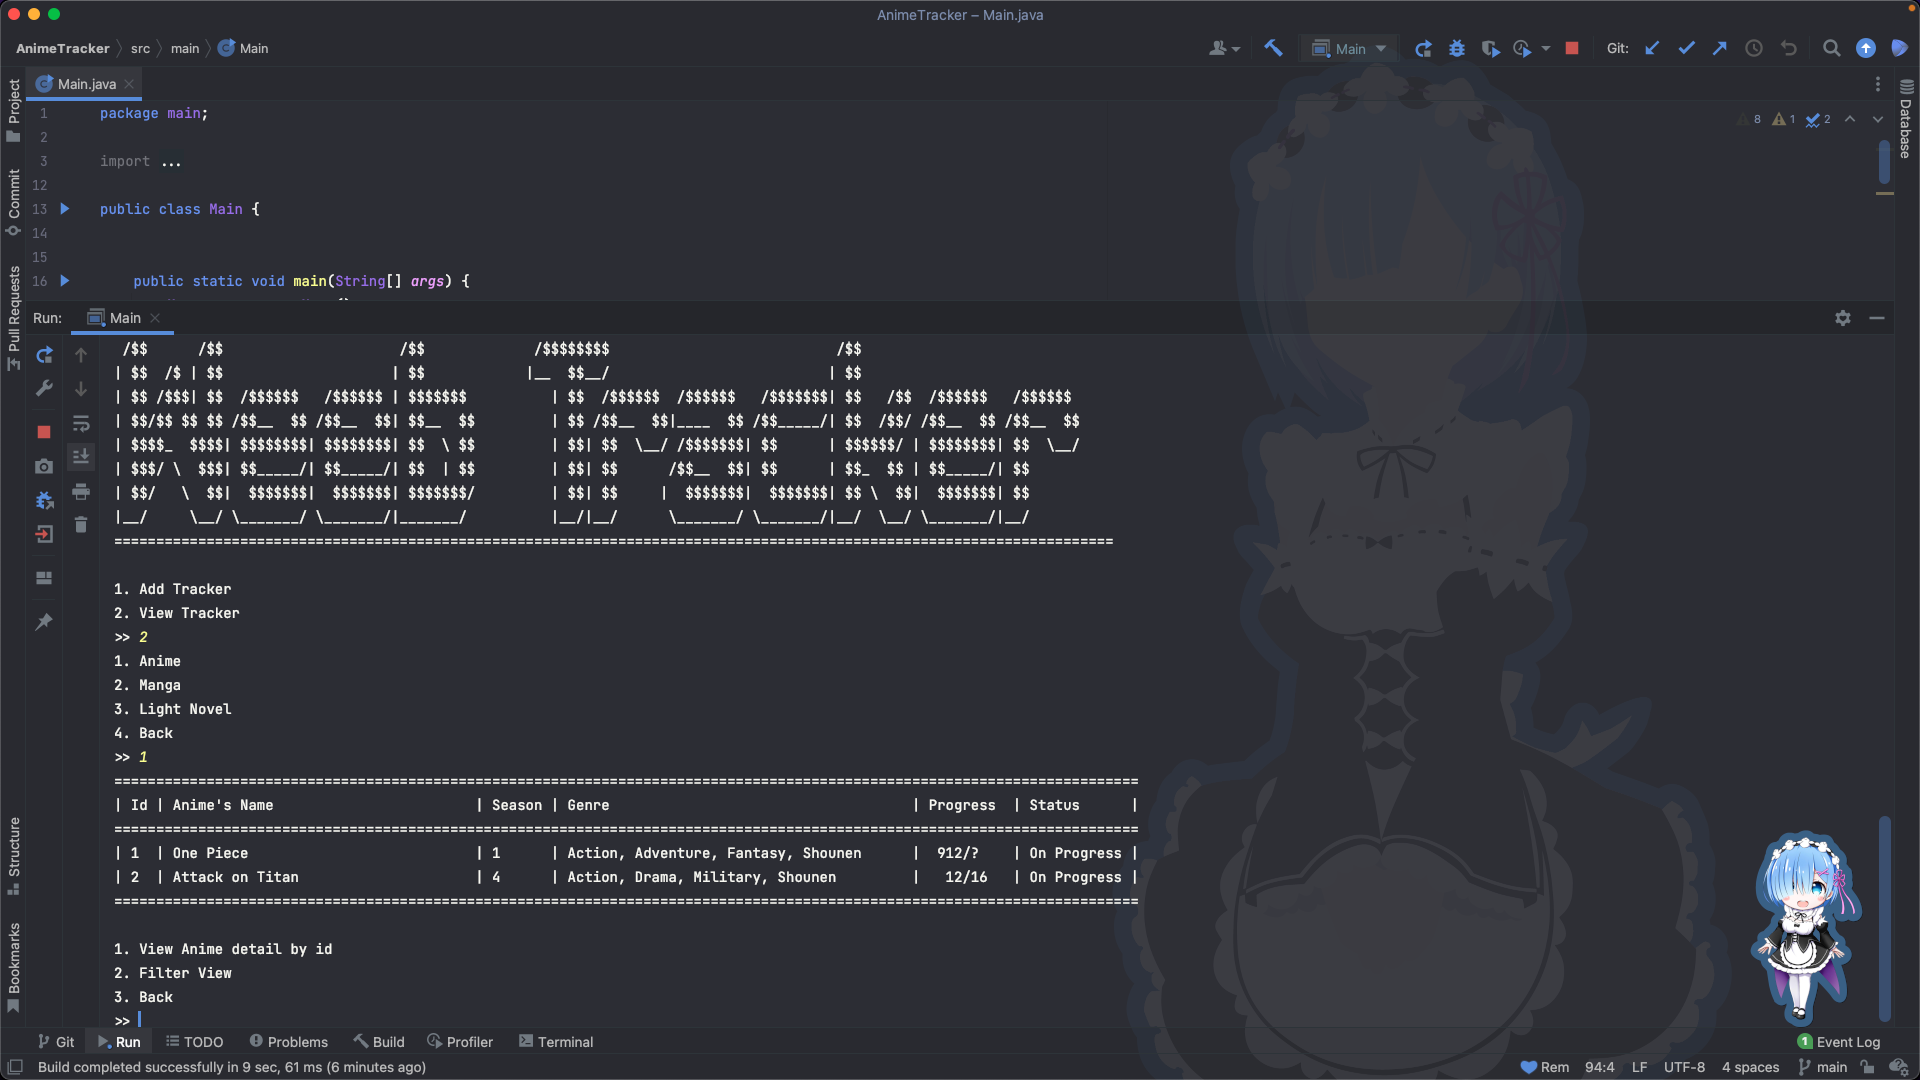 AnimeTracker – Main.java
AnimeTracker src main Main
Main
Git:
Main.java
Project
Commit
Pull Requests
Structure
Bookmarks
Database
8 1 2
1 package main;
2
3 import ...
12
13 public class Main {
14
15
16 public static void main(String[] args) {
Run: Main
 /$$      /$$                     /$$             /$$$$$$$$                           /$$
| $$  /$ | $$                    | $$            |__  $$__/                          | $$
| $$ /$$$| $$  /$$$$$$   /$$$$$$ | $$$$$$$          | $$  /$$$$$$  /$$$$$$   /$$$$$$$| $$   /$$  /$$$$$$   /$$$$$$
| $$/$$ $$ $$ /$$__  $$ /$$__  $$| $$__  $$         | $$ /$$__  $$|____  $$ /$$_____/| $$  /$$/ /$$__  $$ /$$__  $$
| $$$$_  $$$$| $$$$$$$$| $$$$$$$$| $$  \ $$         | $$| $$  \__/ /$$$$$$$| $$      | $$$$$$/ | $$$$$$$$| $$  \__/
| $$$/ \  $$$| $$_____/| $$_____/| $$  | $$         | $$| $$      /$$__  $$| $$      | $$_  $$ | $$_____/| $$
| $$/   \  $$|  $$$$$$$|  $$$$$$$| $$$$$$$/         | $$| $$     |  $$$$$$$|  $$$$$$$| $$ \  $$|  $$$$$$$| $$
|__/     \__/ \_______/ \_______/|_______/          |__/|__/      \_______/ \_______/|__/  \__/ \_______/|__/
=======================================================================================================================
1. Add Tracker
2. View Tracker
>> 2
1. Anime
2. Manga
3. Light Novel
4. Back
>> 1
==========================================================================================================================
| Id | Anime's Name                        | Season | Genre                                    | Progress  | Status      |
==========================================================================================================================
| 1  | One Piece                           | 1      | Action, Adventure, Fantasy, Shounen      |  912/?    | On Progress |
| 2  | Attack on Titan                     | 4      | Action, Drama, Military, Shounen         |   12/16   | On Progress |
==========================================================================================================================
1. View Anime detail by id
2. Filter View
3. Back
>>
Git Run TODO Problems Build Profiler Terminal 1 Event Log
Build completed successfully in 9 sec, 61 ms (6 minutes ago) Rem 94:4 LF UTF-8 4 spaces main